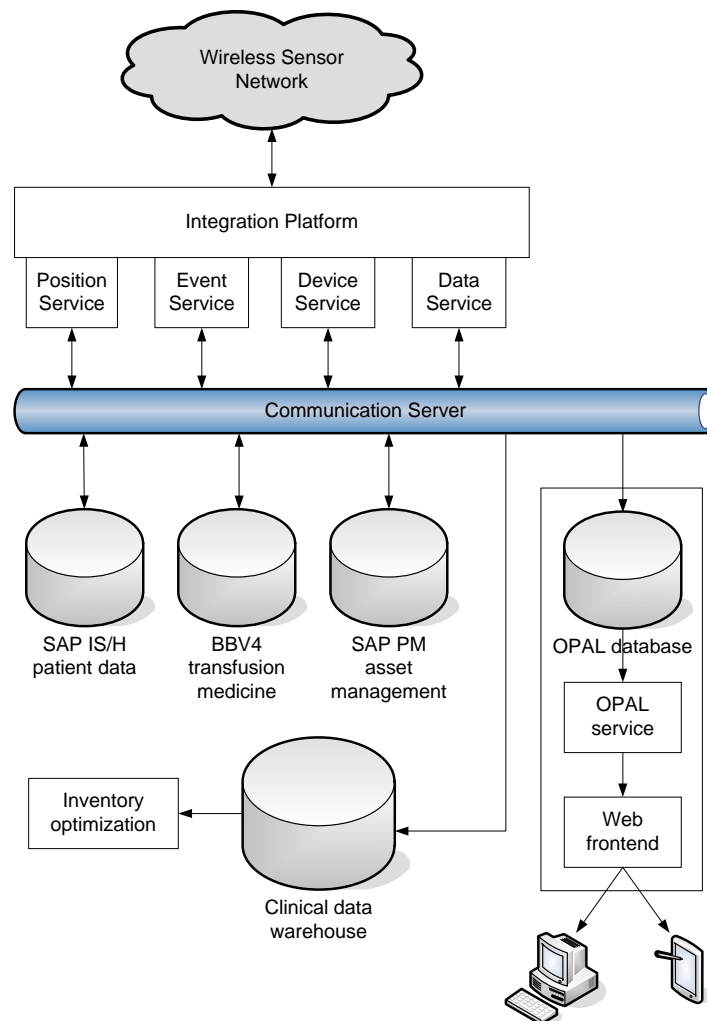 Wireless Sensor
Network
Integration Platform
Position
Service
Event
Service
Device
Service
Data
Service
Communication Server
SAP IS/H
patient data
BBV4
transfusion
medicine
SAP PM
asset
management
OPAL database
OPAL
service
Web
frontend
Inventory
optimization
Clinical data
warehouse